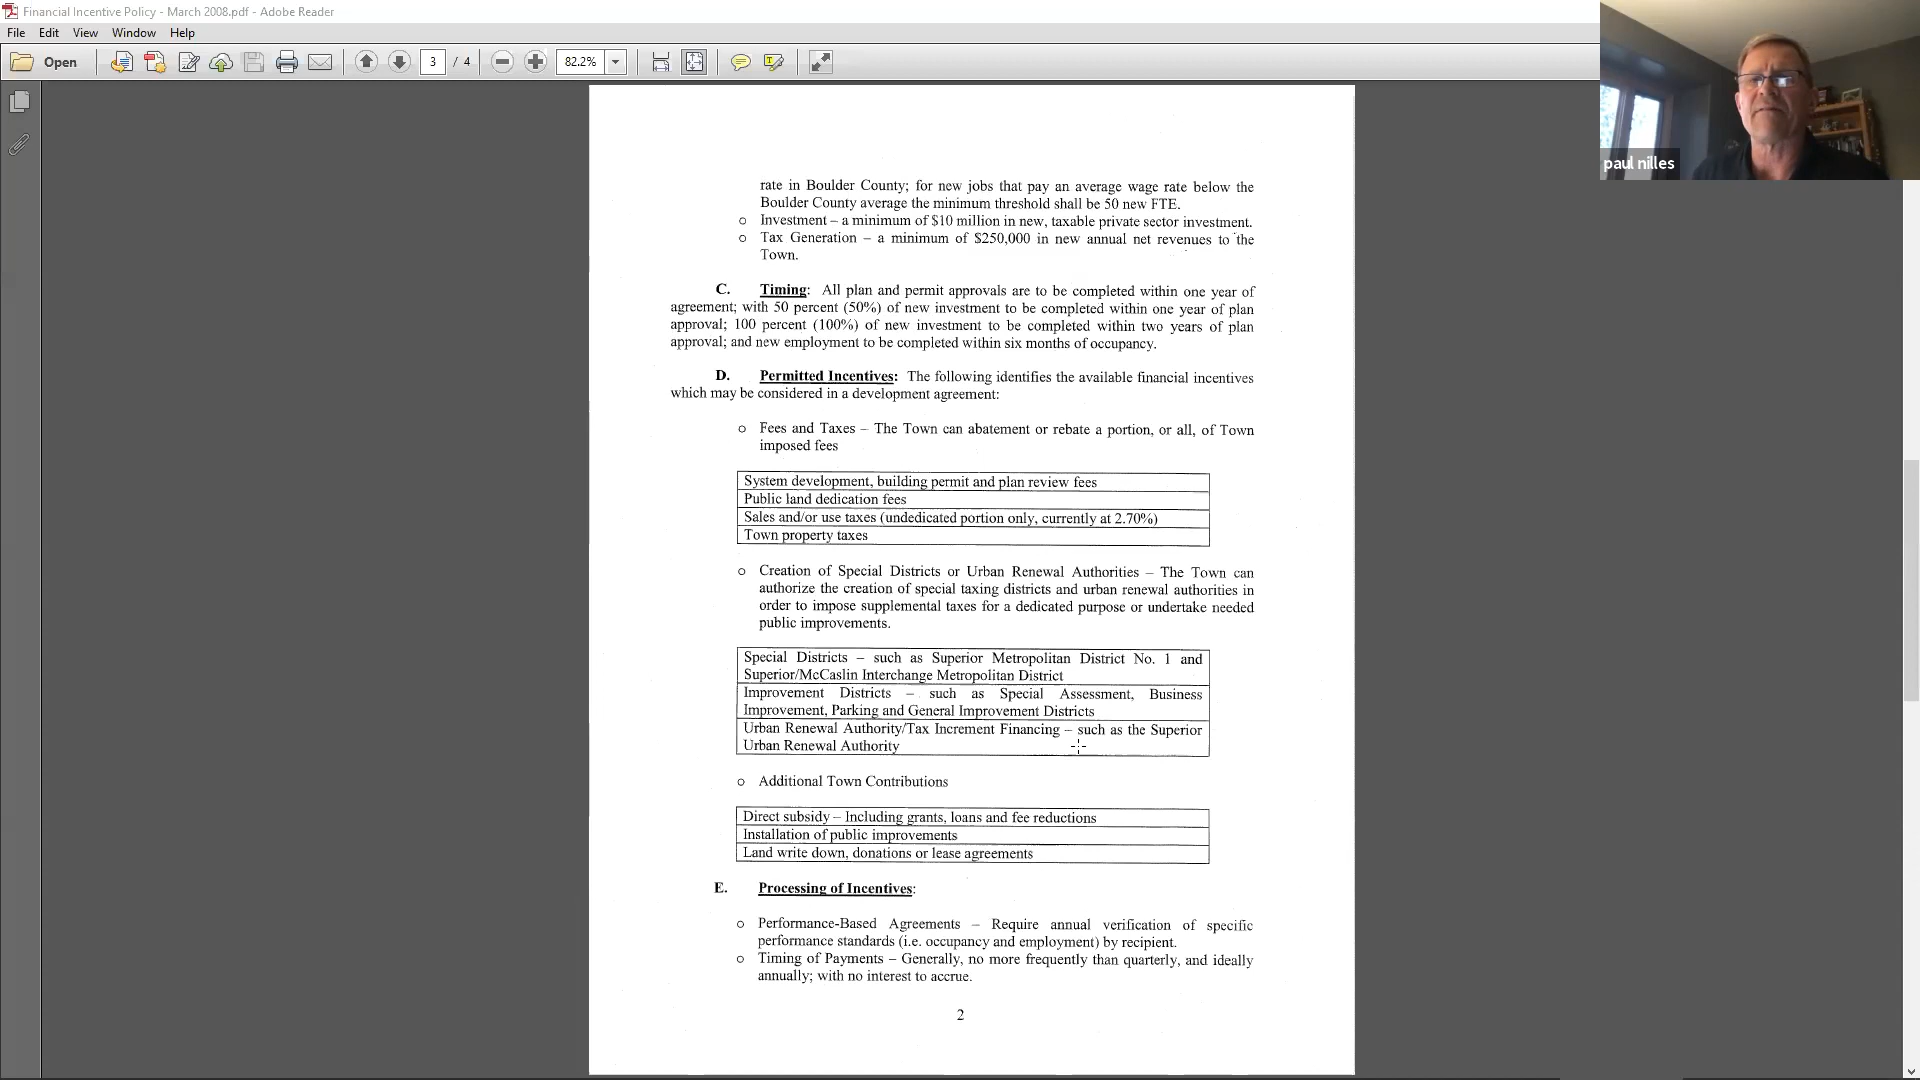 Financial Incentive Policy - March 2008.pdf - Adobe Reader
File Edit View Window Help
Open 3 / 4 82.2%
paul nilles
rate in Boulder County; for new jobs that pay an average wage rate below the
Boulder County average the minimum threshold shall be 50 new FTE.
o Investment – a minimum of $10 million in new, taxable private sector investment.
o Tax Generation – a minimum of $250,000 in new annual net revenues to the
Town.
C. Timing: All plan and permit approvals are to be completed within one year of
agreement; with 50 percent (50%) of new investment to be completed within one year of plan
approval; 100 percent (100%) of new investment to be completed within two years of plan
approval; and new employment to be completed within six months of occupancy.
D. Permitted Incentives: The following identifies the available financial incentives
which may be considered in a development agreement:
o Fees and Taxes – The Town can abatement or rebate a portion, or all, of Town
imposed fees
System development, building permit and plan review fees
Public land dedication fees
Sales and/or use taxes (undedicated portion only, currently at 2.70%)
Town property taxes
o Creation of Special Districts or Urban Renewal Authorities – The Town can
authorize the creation of special taxing districts and urban renewal authorities in
order to impose supplemental taxes for a dedicated purpose or undertake needed
public improvements.
Special Districts – such as Superior Metropolitan District No. 1 and
Superior/McCaslin Interchange Metropolitan District
Improvement Districts – such as Special Assessment, Business
Improvement, Parking and General Improvement Districts
Urban Renewal Authority/Tax Increment Financing – such as the Superior
Urban Renewal Authority
o Additional Town Contributions
Direct subsidy – Including grants, loans and fee reductions
Installation of public improvements
Land write down, donations or lease agreements
E. Processing of Incentives:
o Performance-Based Agreements – Require annual verification of specific
performance standards (i.e. occupancy and employment) by recipient.
o Timing of Payments – Generally, no more frequently than quarterly, and ideally
annually; with no interest to accrue.
2